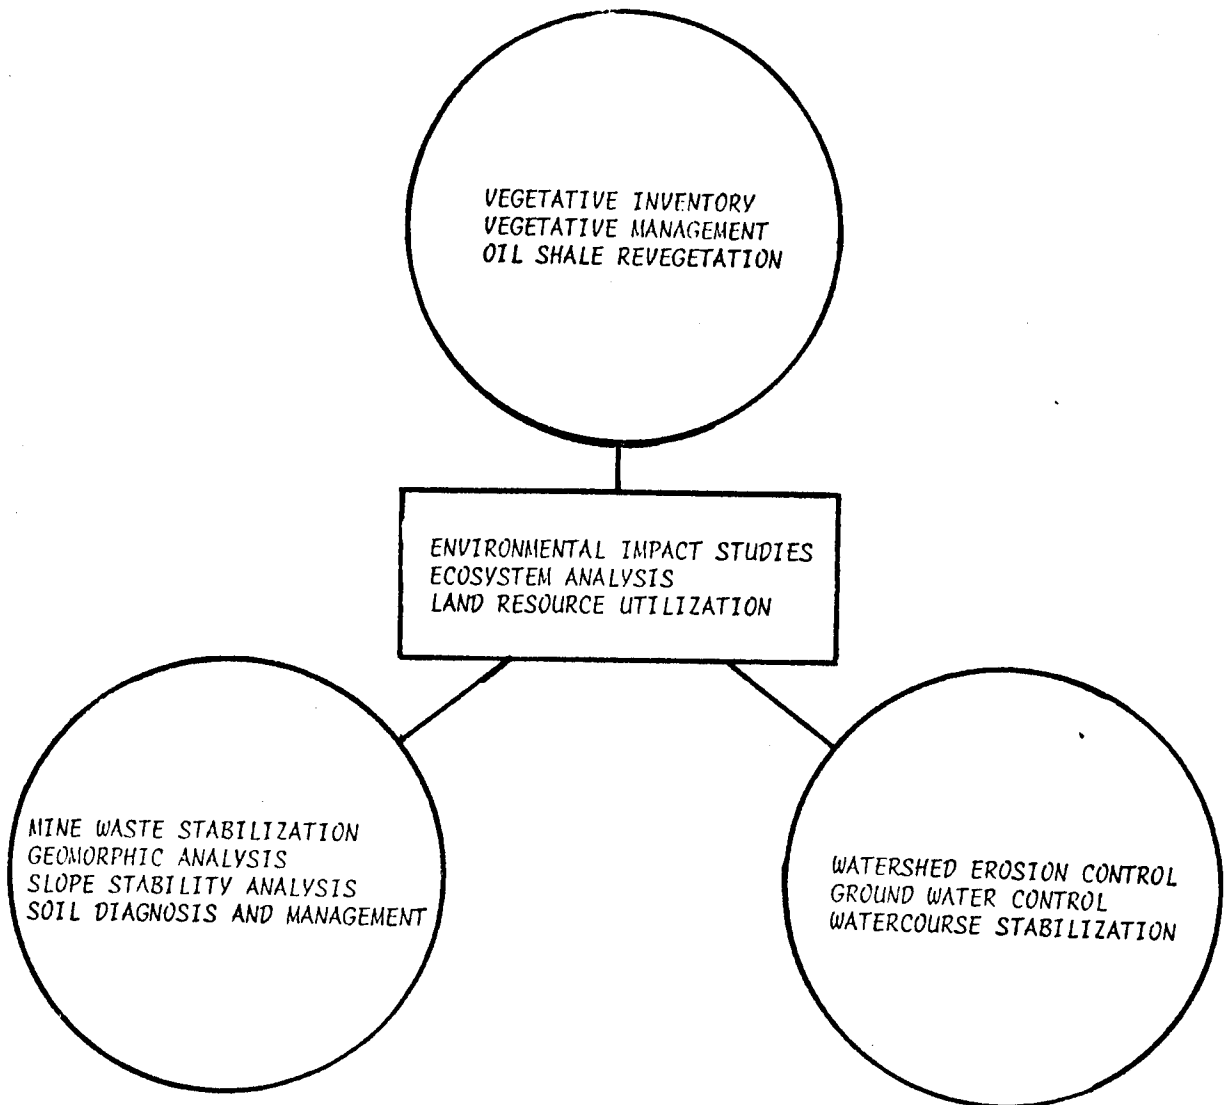 VEGETATIVE INVENTORY
VEGETATIVE MANAGEMENT
OIL SHALE REVEGETATION
ENVIRONMENTAL IMPACT STUDIES
ECOSYSTEM ANALYSIS
LAND RESOURCE UTILIZATION
MINE WASTE STABILIZATION
GEOMORPHIC ANALYSIS
SLOPE STABILITY ANALYSIS
SOIL DIAGNOSIS AND MANAGEMENT
WATERSHED EROSION CONTROL
GROUND WATER CONTROL
WATERCOURSE STABILIZATION